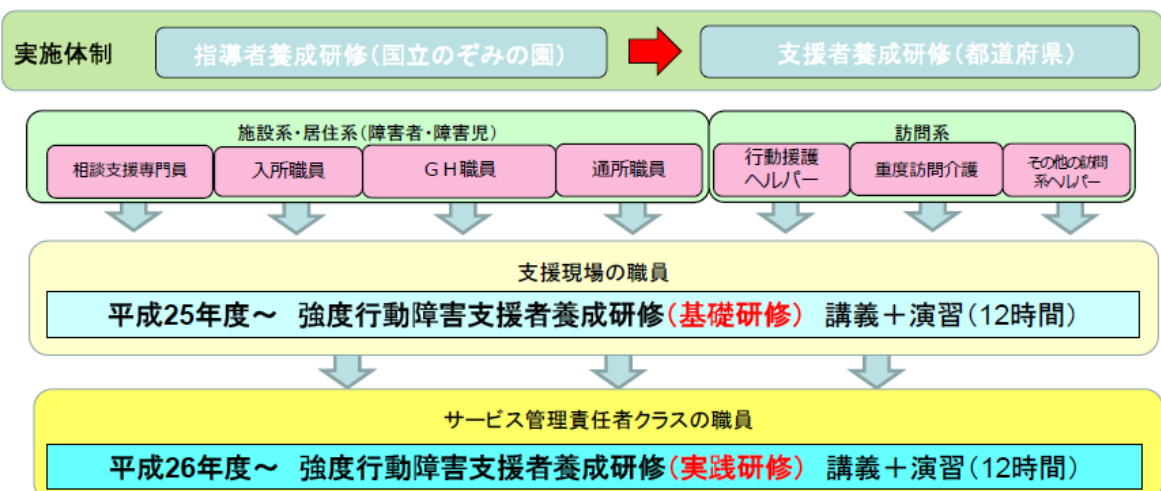 実施体制
指導者養成研修(国立のぞみの園)
支援者養成研修(都道府県)
施設系・居住系(障害者・障害児)
訪問系
相談支援専門員
入所職員
GH職員
通所職員
行動援護
ヘルパー
重度訪問介護
その他の訪問
系ヘルパー
支援現場の職員
平成25年度~ 強度行動障害支援者養成研修(基礎研修) 講義+演習(12時間)
サービス管理責任者クラスの職員
平成26年度~ 強度行動障害支援者養成研修(実践研修) 講義+演習(12時間)